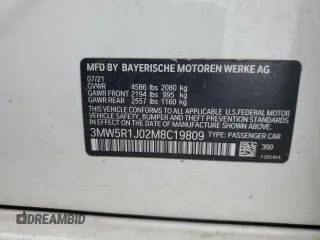 MFD BY BAYERISCHE MOTOREN WERKE AG
07/21
GVWR 4586 lbs 2080 kg
GAWR FRONT 2194 lbs 995 kg
GAWR REAR 2557 lbs 1160 kg
THIS VEHICLE CONFORMS TO ALL APPLICABLE
U.S. FEDERAL MOTOR VEHICLE SAFETY, BUMPER, AND
THEFT PREVENTION STANDARDS IN EFFECT ON THE DATE
OF MANUFACTURE SHOWN ABOVE.
3MW5R1J02M8C19809 TYPE: PASSENGER CAR
300